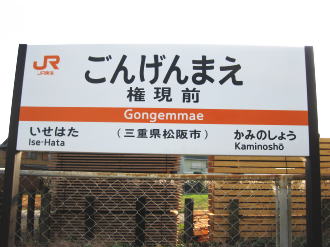 JR
JR東海
ごんげんまえ
権現前
Gongemmae
(三重県松阪市)
いせはた
Ise-Hata
かみのしょう
Kaminoshō